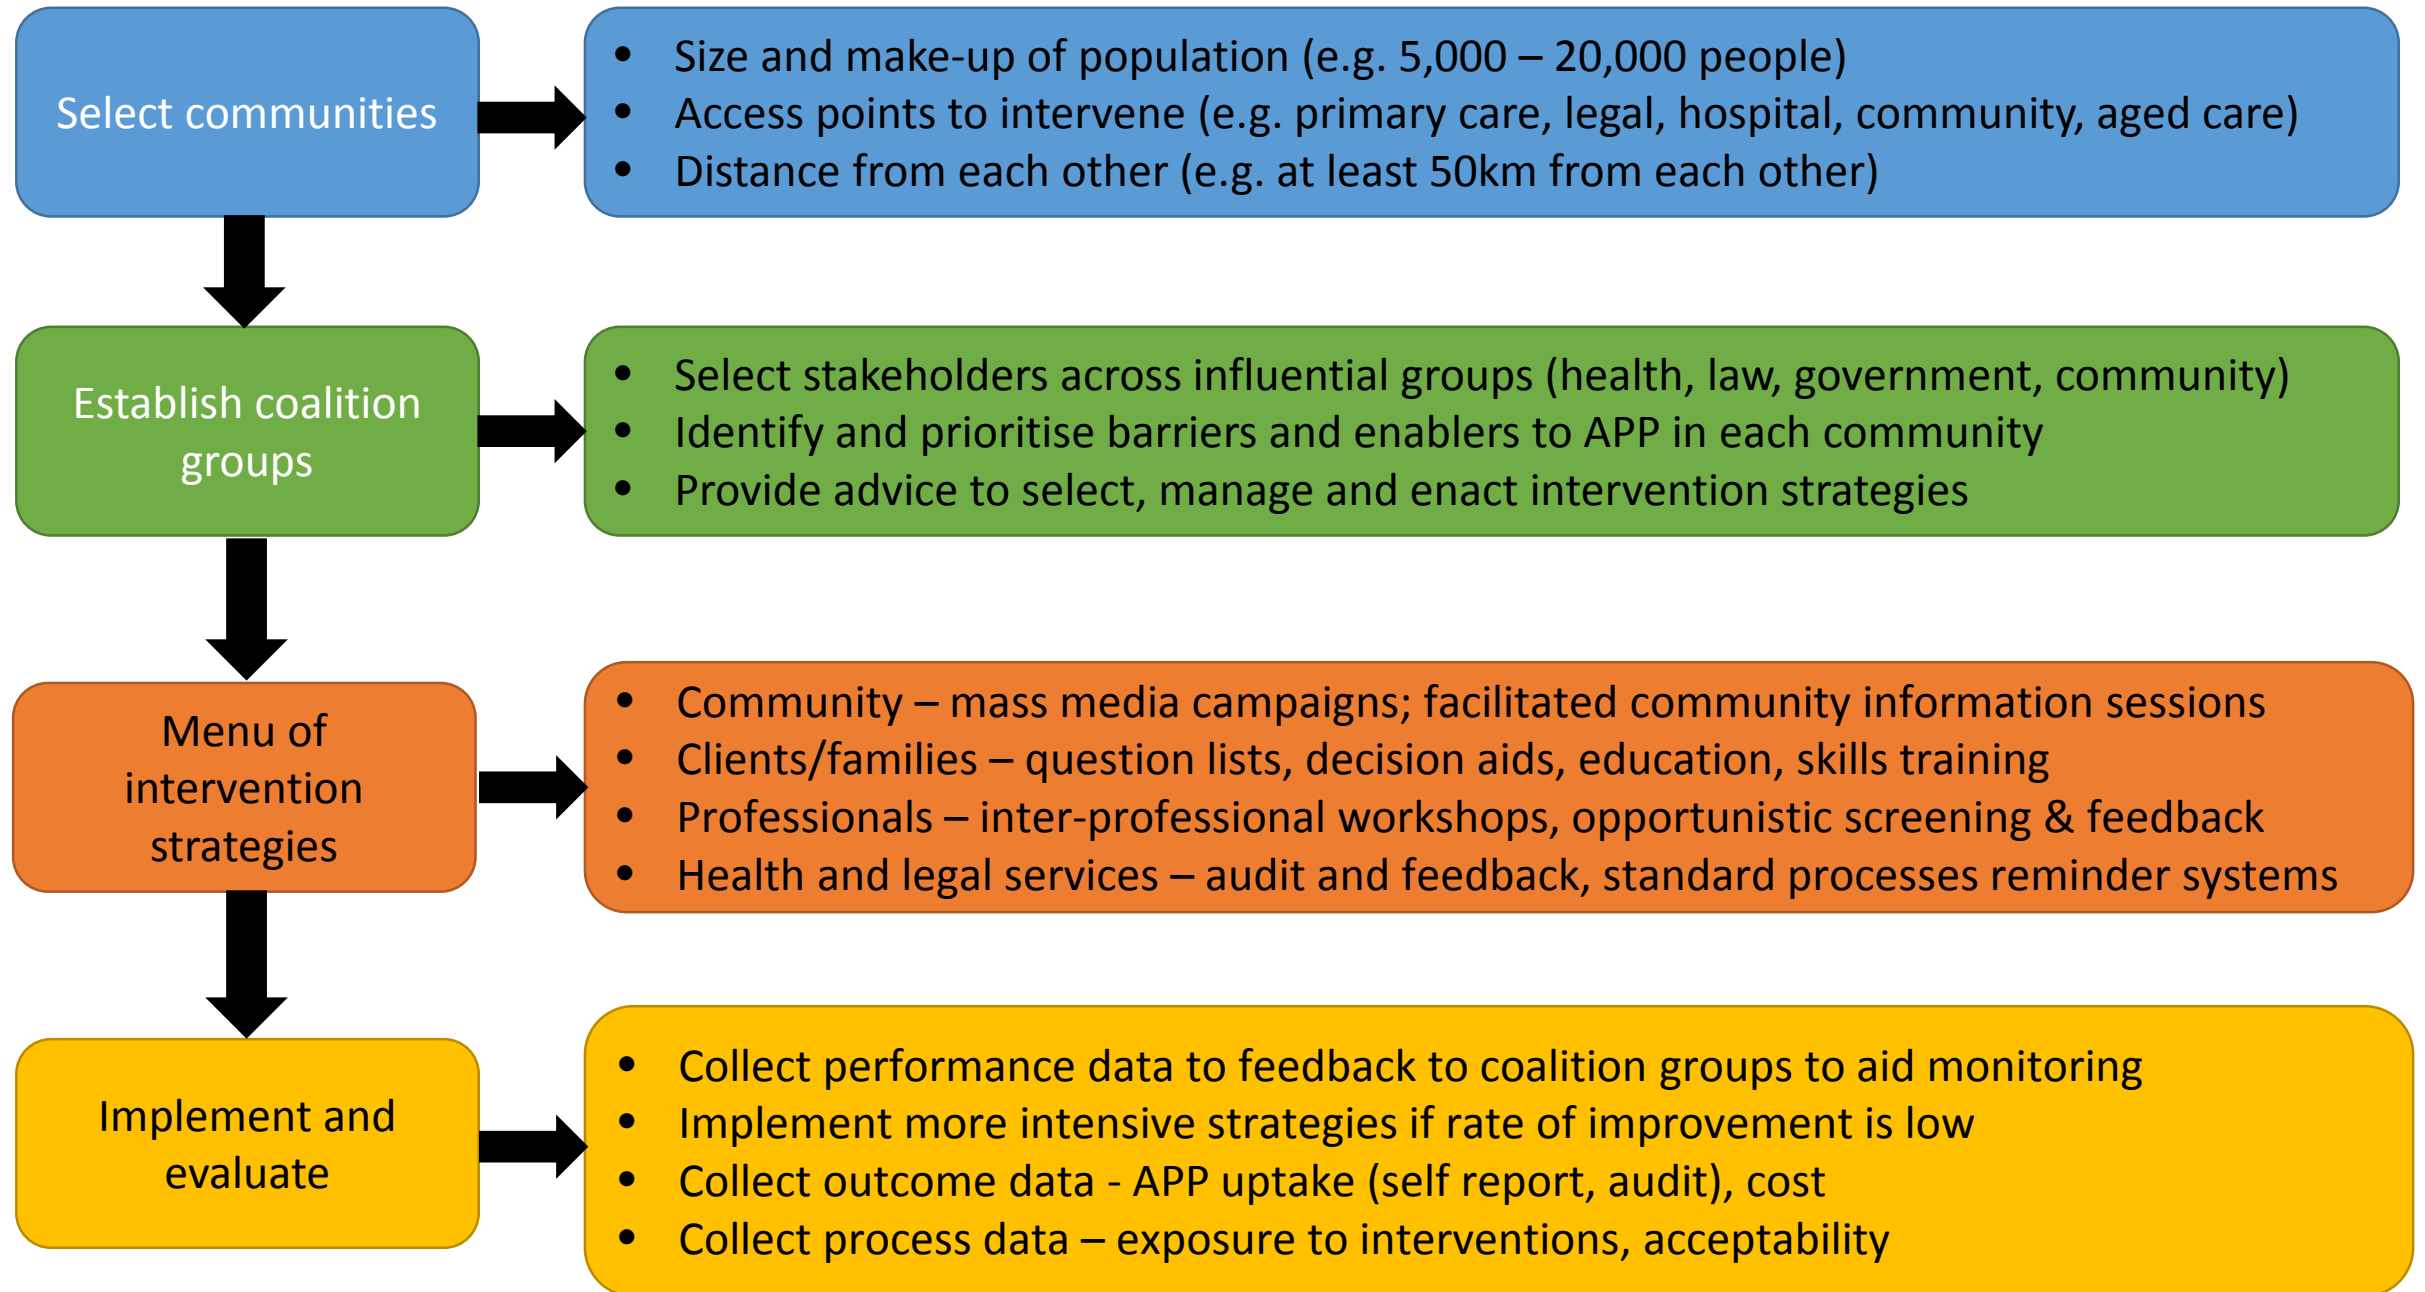 Select communities
• Size and make-up of population (e.g. 5,000 – 20,000 people)
• Access points to intervene (e.g. primary care, legal, hospital, community, aged care)
• Distance from each other (e.g. at least 50km from each other)
Establish coalition
groups
• Select stakeholders across influential groups (health, law, government, community)
• Identify and prioritise barriers and enablers to APP in each community
• Provide advice to select, manage and enact intervention strategies
Menu of
intervention
strategies
• Community – mass media campaigns; facilitated community information sessions
• Clients/families – question lists, decision aids, education, skills training
• Professionals – inter-professional workshops, opportunistic screening & feedback
• Health and legal services – audit and feedback, standard processes reminder systems
Implement and
evaluate
• Collect performance data to feedback to coalition groups to aid monitoring
• Implement more intensive strategies if rate of improvement is low
• Collect outcome data - APP uptake (self report, audit), cost
• Collect process data – exposure to interventions, acceptability